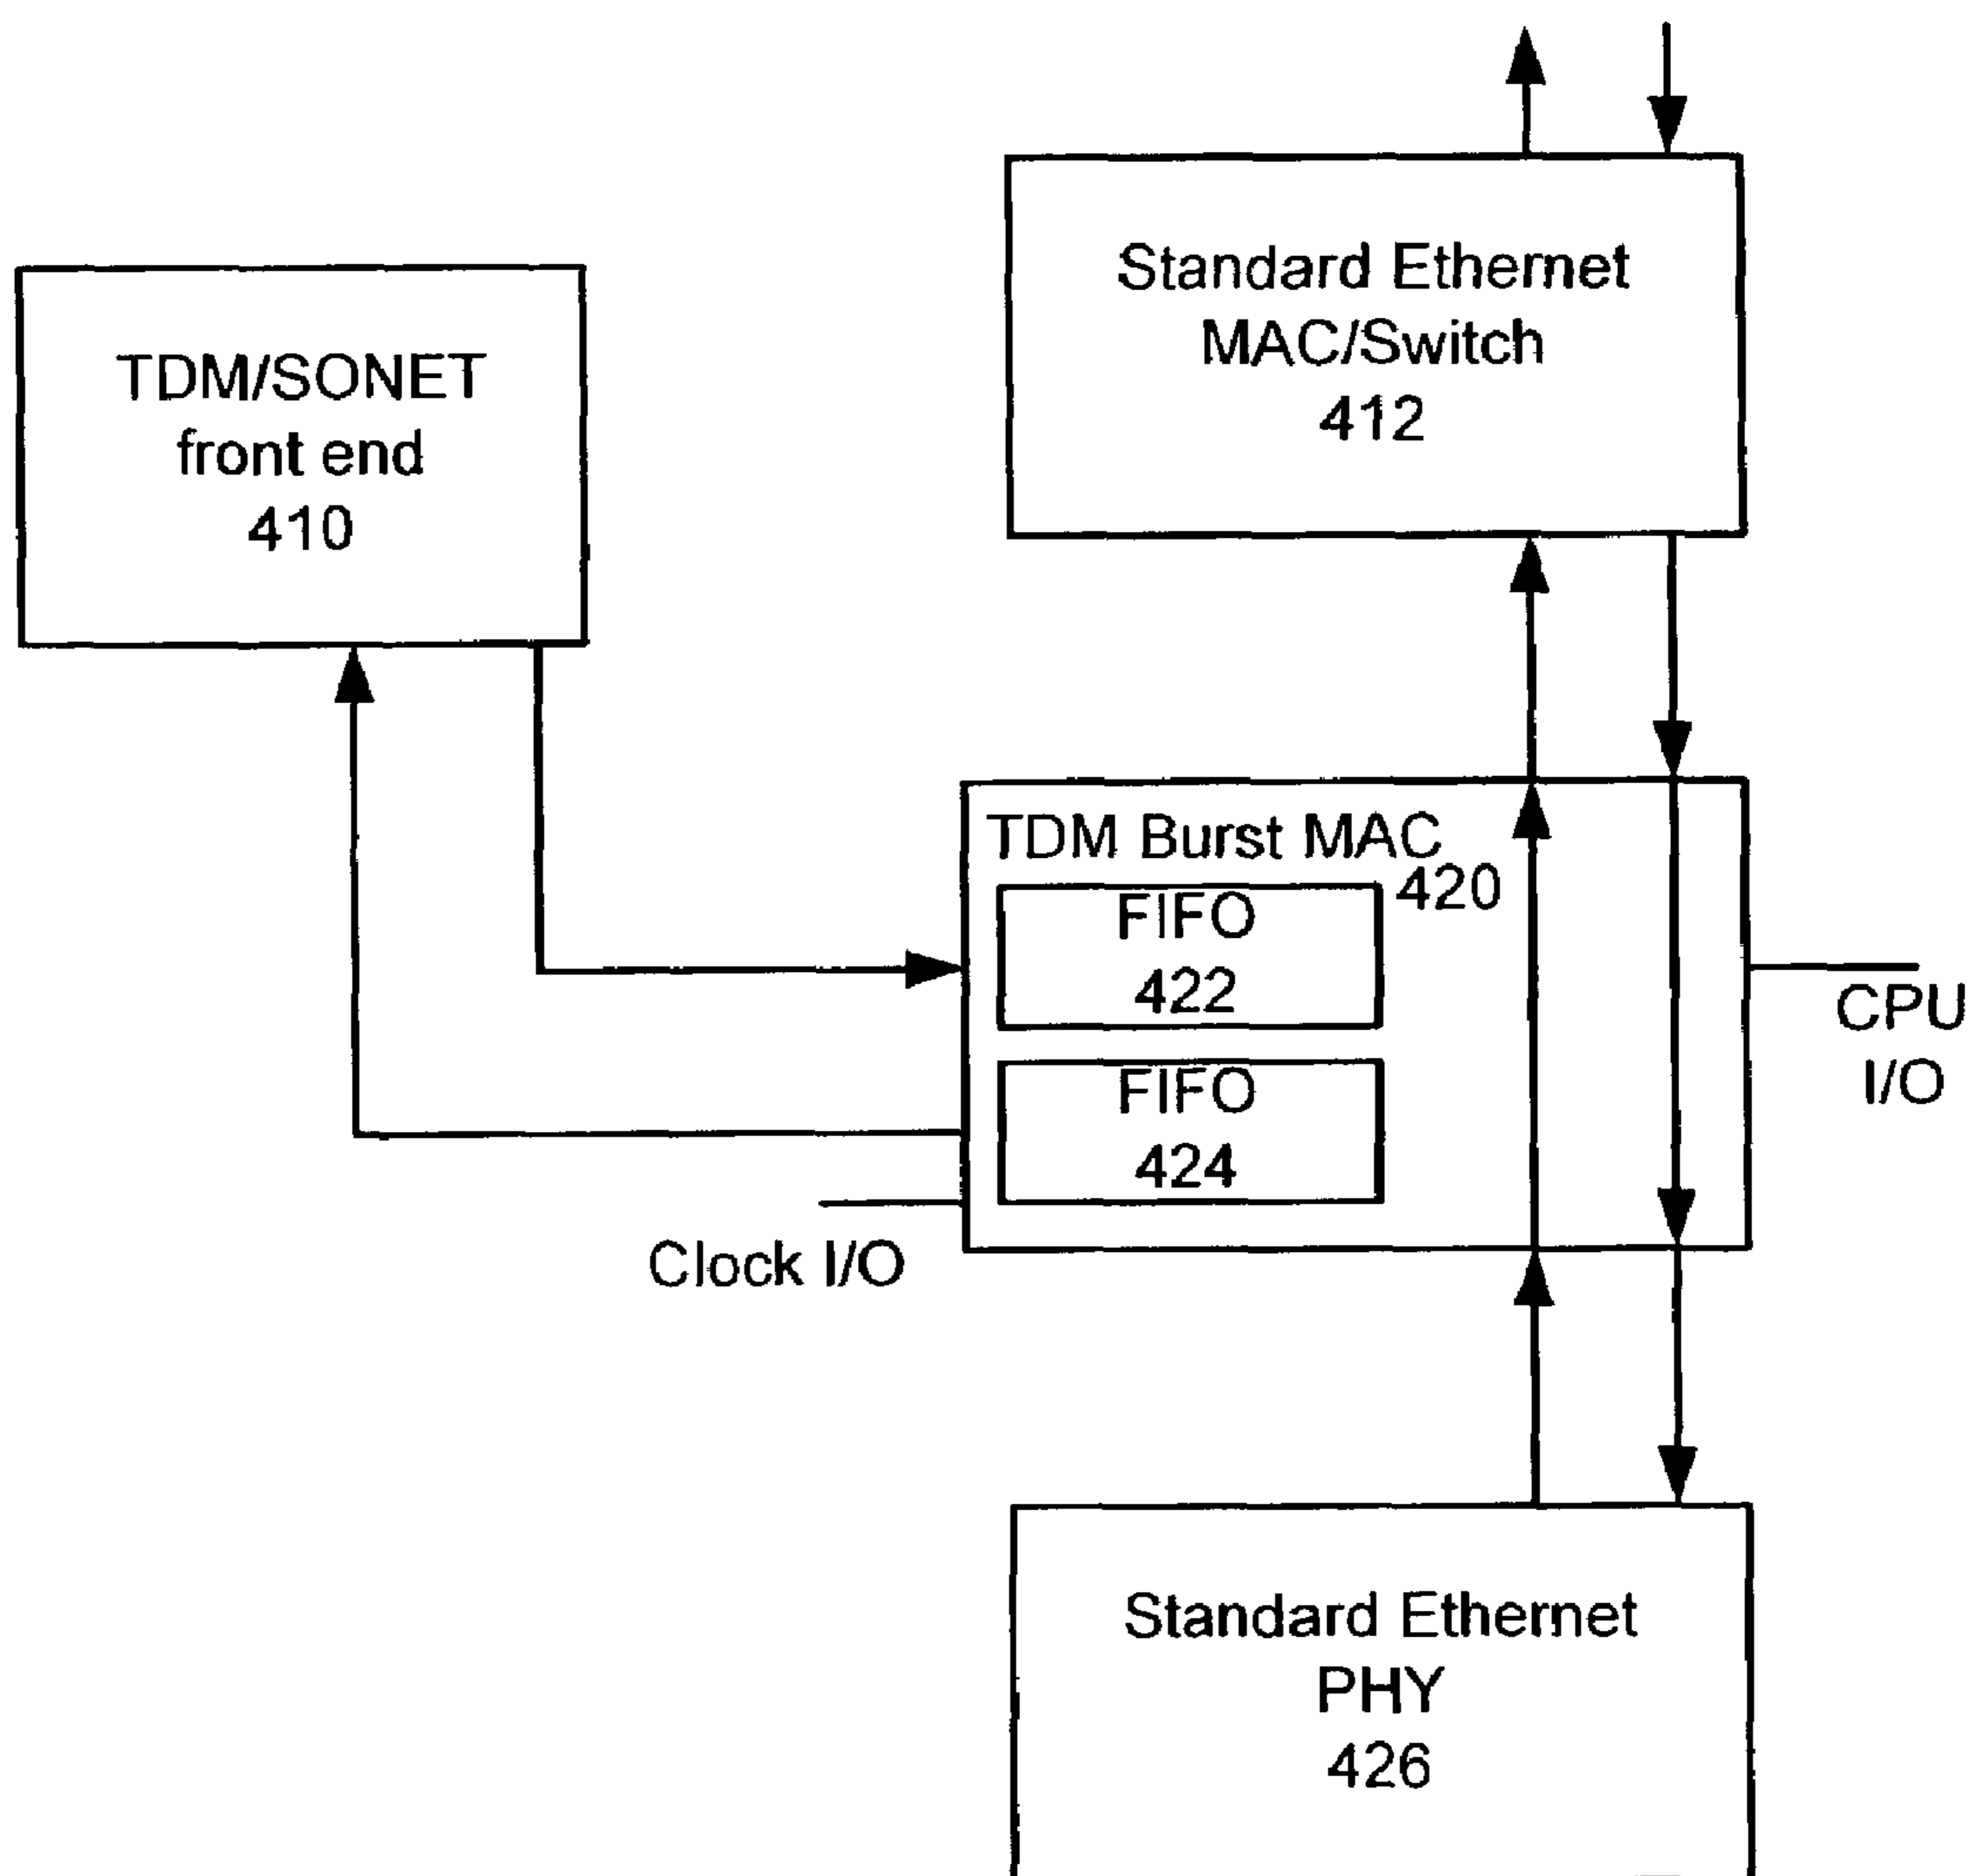 Standard Ethernet
MAC/Switch
412
TDM/SONET
front end
410
TDM Burst MAC
420
FIFO
422
FIFO
424
CPU
I/O
Clock I/O
Standard Ethernet
PHY
426